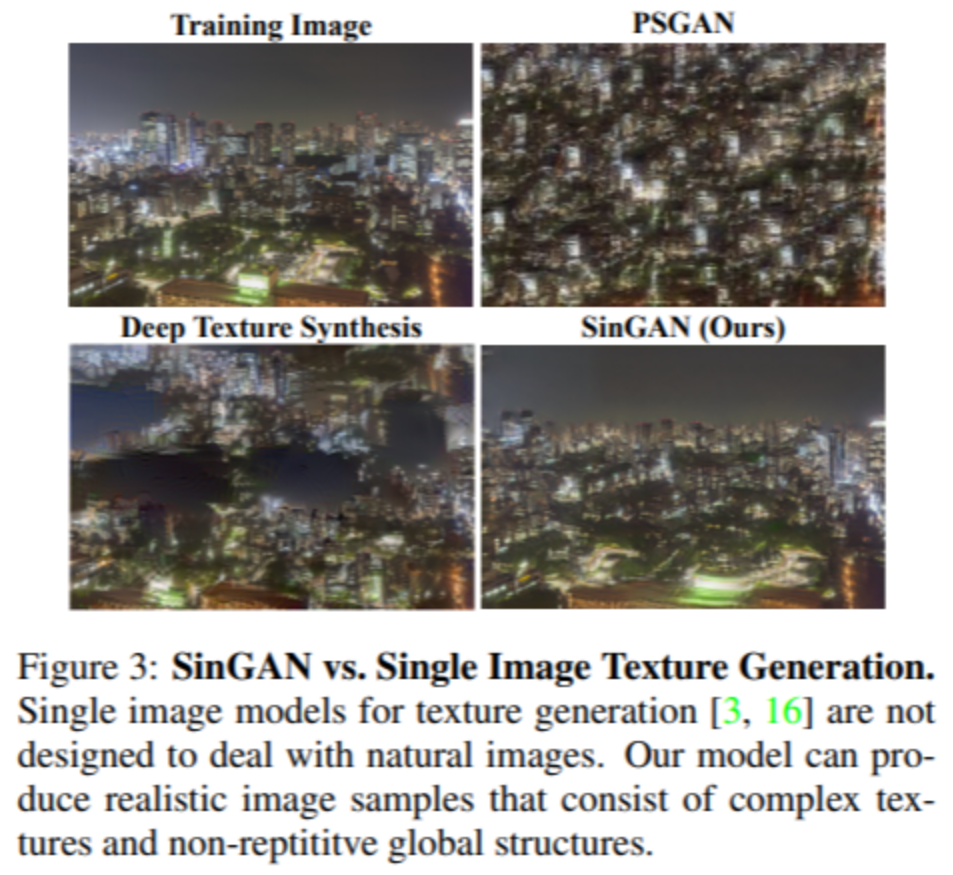 Training Image
PSGAN
Deep Texture Synthesis
SinGAN (Ours)
Figure 3: SinGAN vs. Single Image Texture Generation.
Single image models for texture generation [3, 16] are not
designed to deal with natural images. Our model can pro-
duce realistic image samples that consist of complex tex-
tures and non-reptititve global structures.